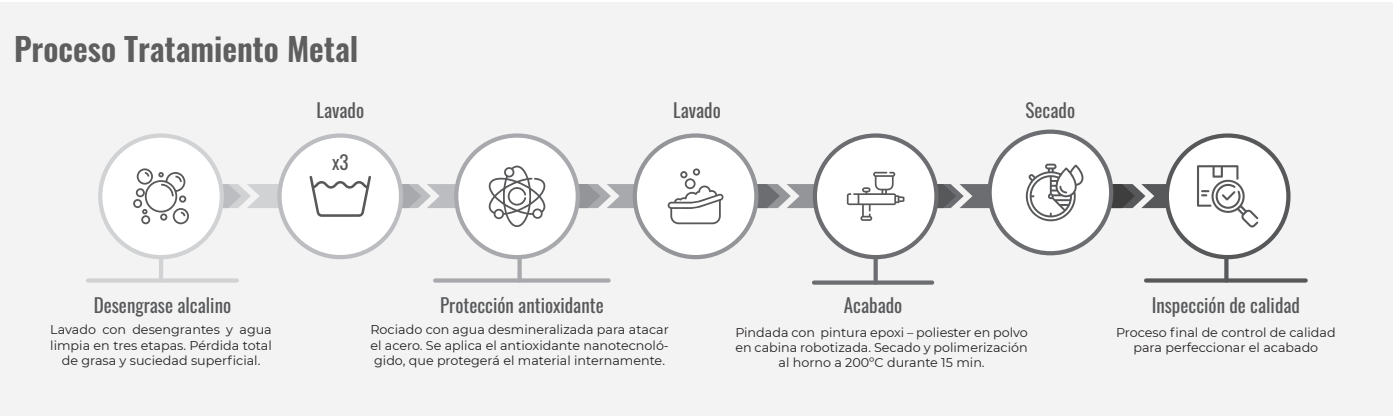 Proceso Tratamiento Metal
Lavado
Lavado
Secado
x3
Desengrase alcalino
Lavado con desengrantes y agua
limpia en tres etapas. Pérdida total
de grasa y suciedad superficial.
Protección antioxidante
Rociado con agua desmineralizada para atacar
el acero. Se aplica el antioxidante nanotecnoló-
gido, que protegerá el material internamente.
Acabado
Pindada con pintura epoxi – poliester en polvo
en cabina robotizada. Secado y polimerización
al horno a 200ºC durante 15 min.
Inspección de calidad
Proceso final de control de calidad
para perfeccionar el acabado